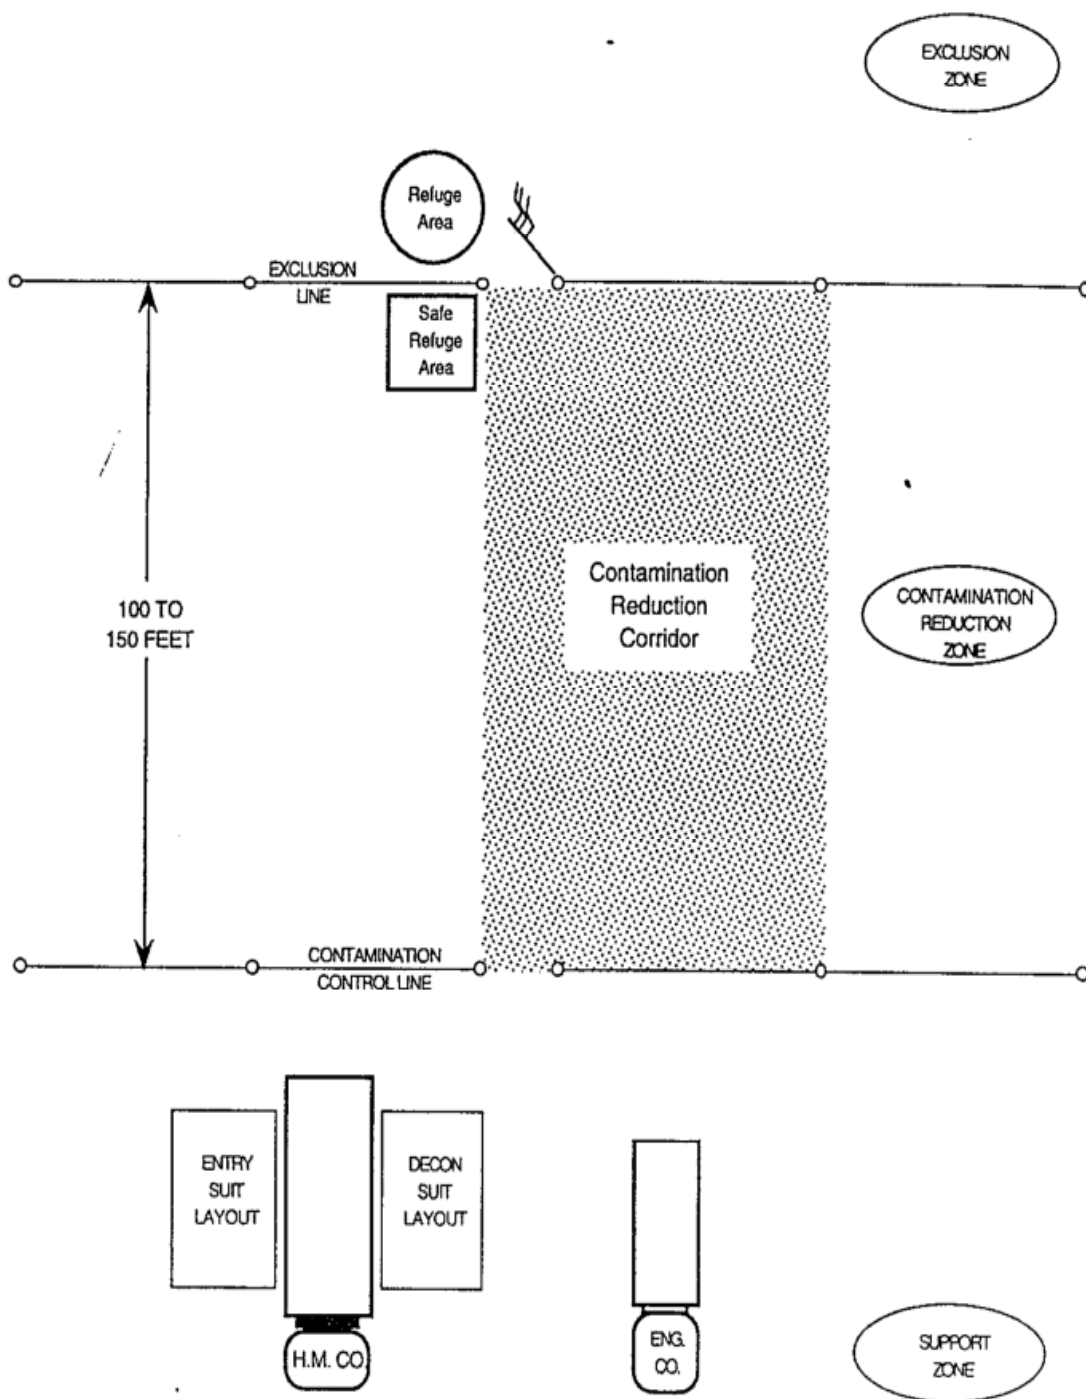 EXCLUSION
ZONE
Refuge
Area
EXCLUSION
LINE
Safe
Refuge
Area
Contamination
Reduction
Corridor
CONTAMINATION
REDUCTION
ZONE
100 TO
150 FEET
CONTAMINATION
CONTROL LINE
ENTRY
SUIT
LAYOUT
DECON
SUIT
LAYOUT
H.M. CO
ENG.
CO.
SUPPORT
ZONE